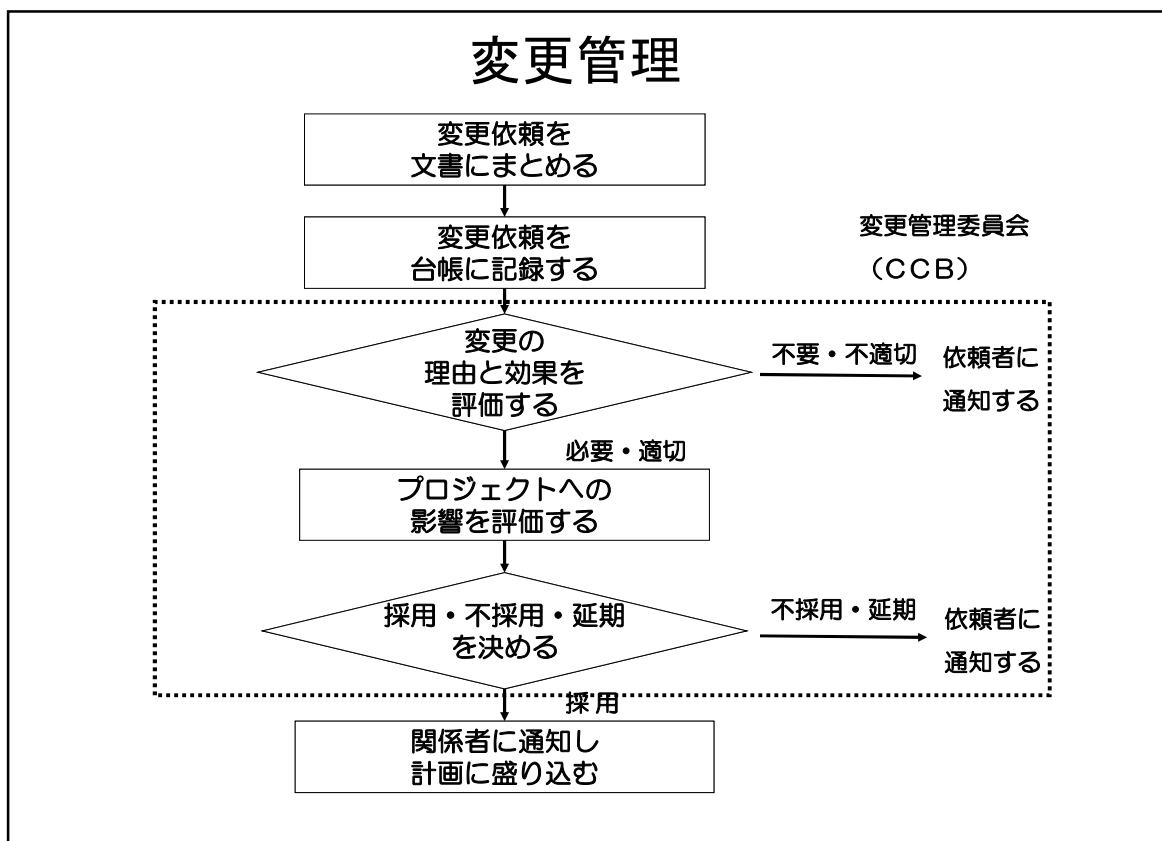 変更管理
変更依頼を
文書にまとめる
変更依頼を
台帳に記録する
変更管理委員会
（ＣＣＢ）
変更の
理由と効果を
評価する
不要・不適切
依頼者に
通知する
必要・適切
プロジェクトへの
影響を評価する
採用・不採用・延期
を決める
不採用・延期
依頼者に
通知する
採 用
関係者に通知し
計画に盛り込む